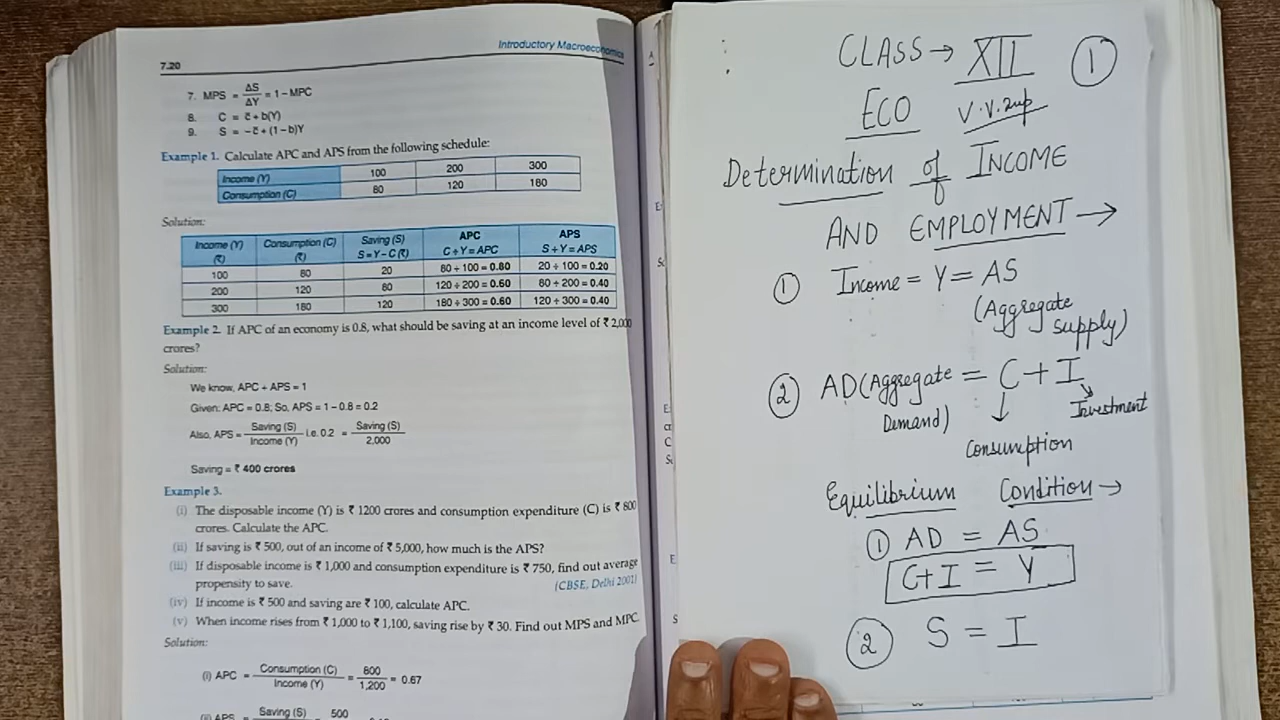 7.20
Introductory Macroeconomics
7. MPS = ΔS/ΔY = 1 – MPC
8. C = c̄ + b(Y)
9. S = –c̄ + (1–b)Y
Example 1. Calculate APC and APS from the following schedule:
Income (Y) 100 200 300
Consumption (C) 80 120 180
Solution:
Income (Y) (₹) Consumption (C) (₹) Saving (S) S = Y – C (₹) APC C ÷ Y = APC APS S ÷ Y = APS
100 80 20 80 ÷ 100 = 0.80 20 ÷ 100 = 0.20
200 120 80 120 ÷ 200 = 0.60 80 ÷ 200 = 0.40
300 180 120 180 ÷ 300 = 0.60 120 ÷ 300 = 0.40
Example 2. If APC of an economy is 0.8, what should be saving at an income level of ₹ 2,000
crores?
Solution:
We know, APC + APS = 1
Given: APC = 0.8; So, APS = 1 – 0.8 = 0.2
Also, APS = Saving (S)/Income (Y) i.e. 0.2 = Saving (S)/2,000
Saving = ₹ 400 crores
Example 3.
(i) The disposable income (Y) is ₹ 1200 crores and consumption expenditure (C) is ₹ 800
crores. Calculate the APC.
(ii) If saving is ₹ 500, out of an income of ₹ 5,000, how much is the APS?
(iii) If disposable income is ₹ 1,000 and consumption expenditure is ₹ 750, find out average
propensity to save. (CBSE, Delhi 2001)
(iv) If income is ₹ 500 and saving are ₹ 100, calculate APC.
(v) When income rises from ₹ 1,000 to ₹ 1,100, saving rise by ₹ 30. Find out MPS and MPC.
Solution:
(i) APC = Consumption (C)/Income (Y) = 800/1,200 = 0.67
(ii) APS = Saving (S) 500
CLASS → XII ①
ECO V.V.Imp
Determination of INCOME
AND EMPLOYMENT →
① Income = Y = AS
(Aggregate
supply)
② AD (Aggregate = C + I
Demand)
Investment
Consumption
Equilibrium Condition →
① AD = AS
C+I = Y
② S = I